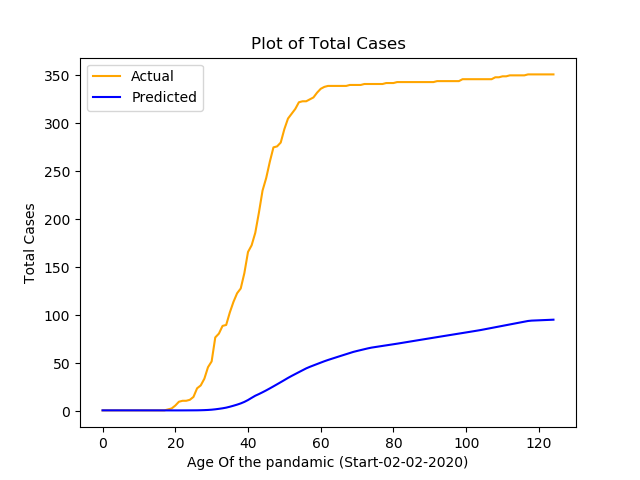 Plot of Total Cases
Actual
Predicted
350
300
250
200
150
100
50
0
Total Cases
0 20 40 60 80 100 120
Age Of the pandamic (Start-02-02-2020)